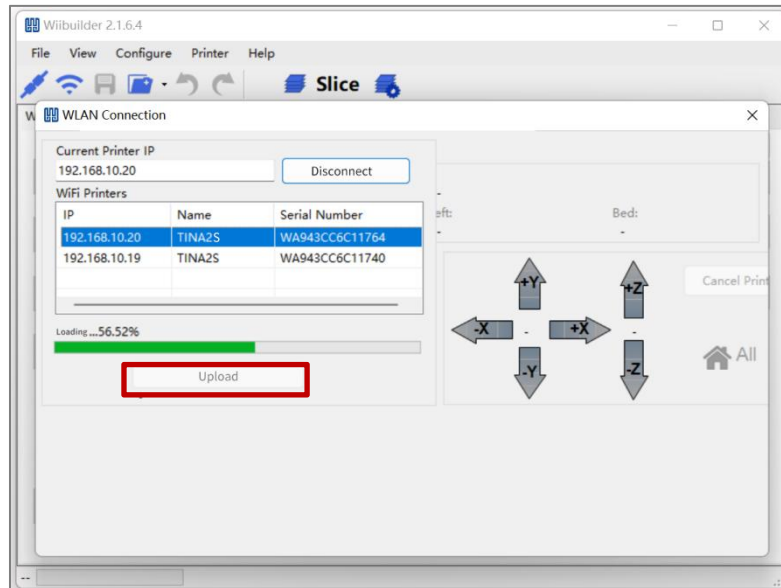 Wiibuilder 2.1.6.4
File View Configure Printer Help
Slice
WLAN Connection
Current Printer IP
192.168.10.20 Disconnect
WiFi Printers
IP Name Serial Number
192.168.10.20 TINA2S WA943CC6C11764
192.168.10.19 TINA2S WA943CC6C11740
Loading ...56.52%
Upload
-
eft: Bed:
- -
+Y +Z Cancel Print
-X - +X -
-Y -Z All
--